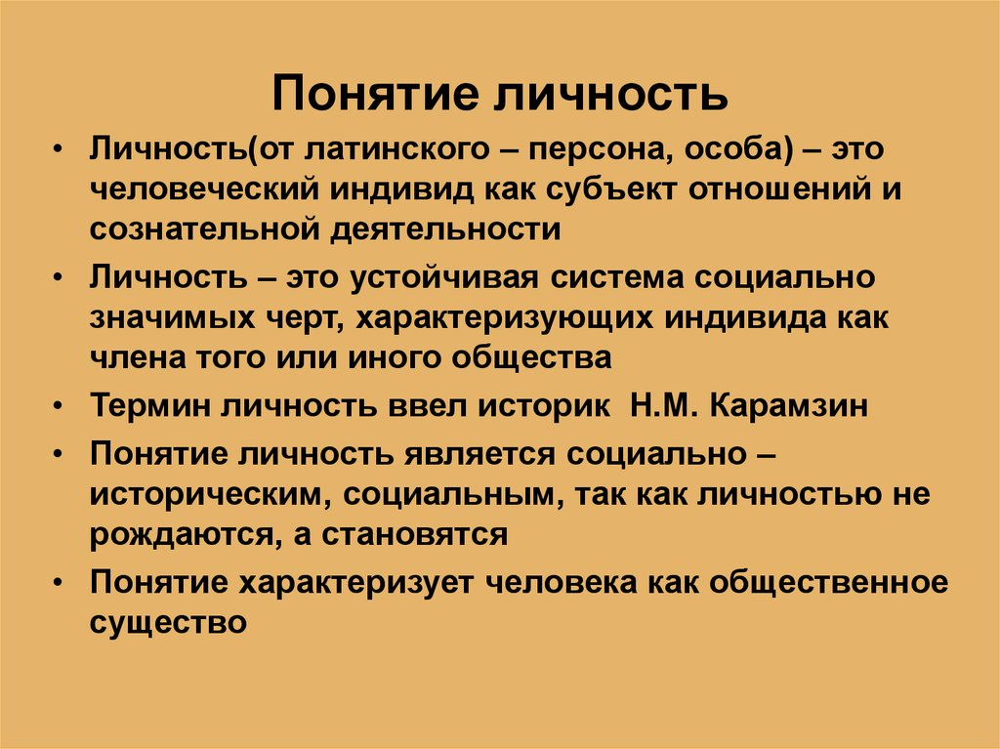 Понятие личность
• Личность(от латинского – персона, особа) – это
человеческий индивид как субъект отношений и
сознательной деятельности
• Личность – это устойчивая система социально
значимых черт, характеризующих индивида как
члена того или иного общества
• Термин личность ввел историк  Н.М. Карамзин
• Понятие личность является социально –
историческим, социальным, так как личностью не
рождаются, а становятся
• Понятие характеризует человека как общественное
существо